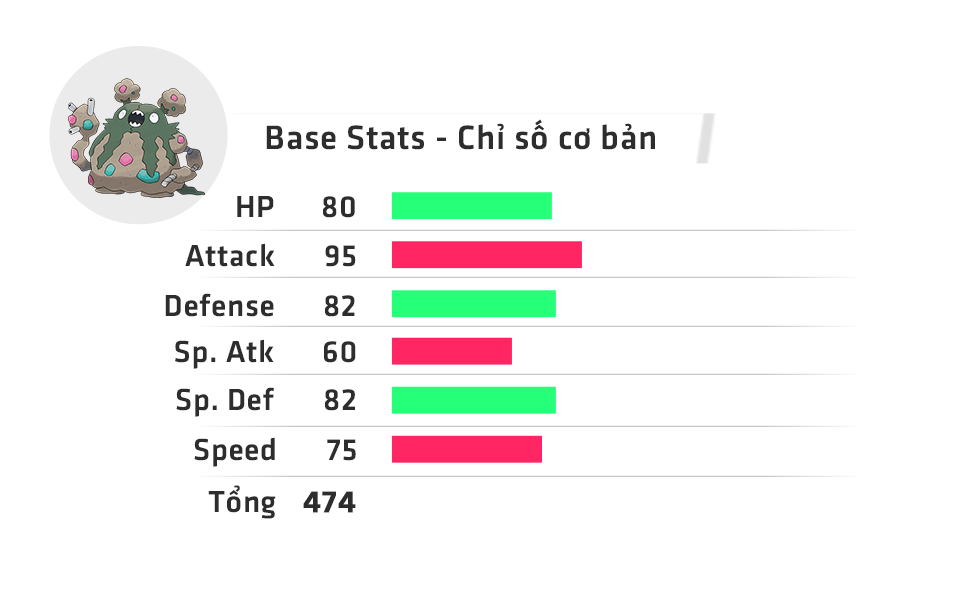 Base Stats - Chỉ số cơ bản
HP 80
Attack 95
Defense 82
Sp. Atk 60
Sp. Def 82
Speed 75
Tổng 474